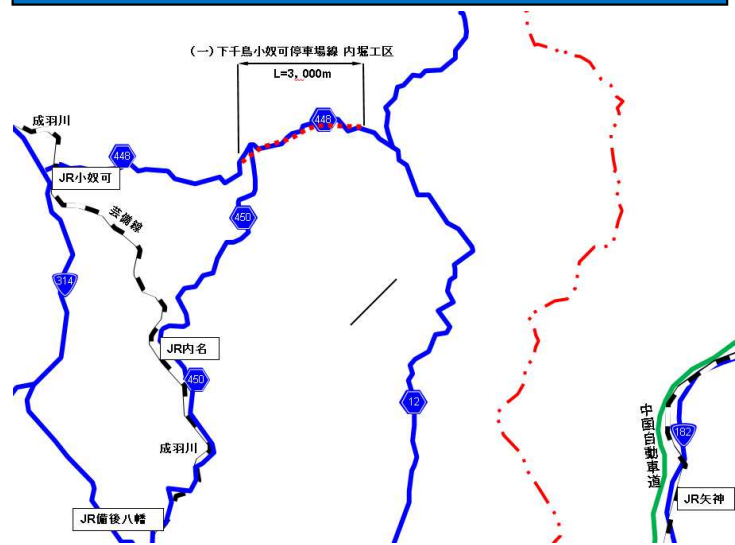 (一)下千鳥小奴可停車場線 内堀工区
L=3,000m
成羽川
448
448
JR小奴可
芸備線
450
314
JR内名
450
12
中国自動車道
182
成羽川
JR矢神
JR備後八幡